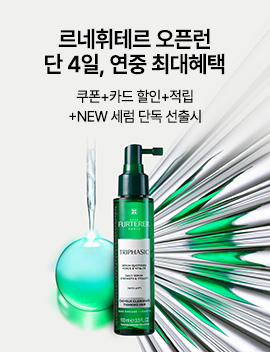 르네휘테르 오픈런
단 4일, 연중 최대혜택
쿠폰+카드 할인+적립
+NEW 세럼 단독 선출시
RENE
FURTERER
PARIS
TRIPHASIC